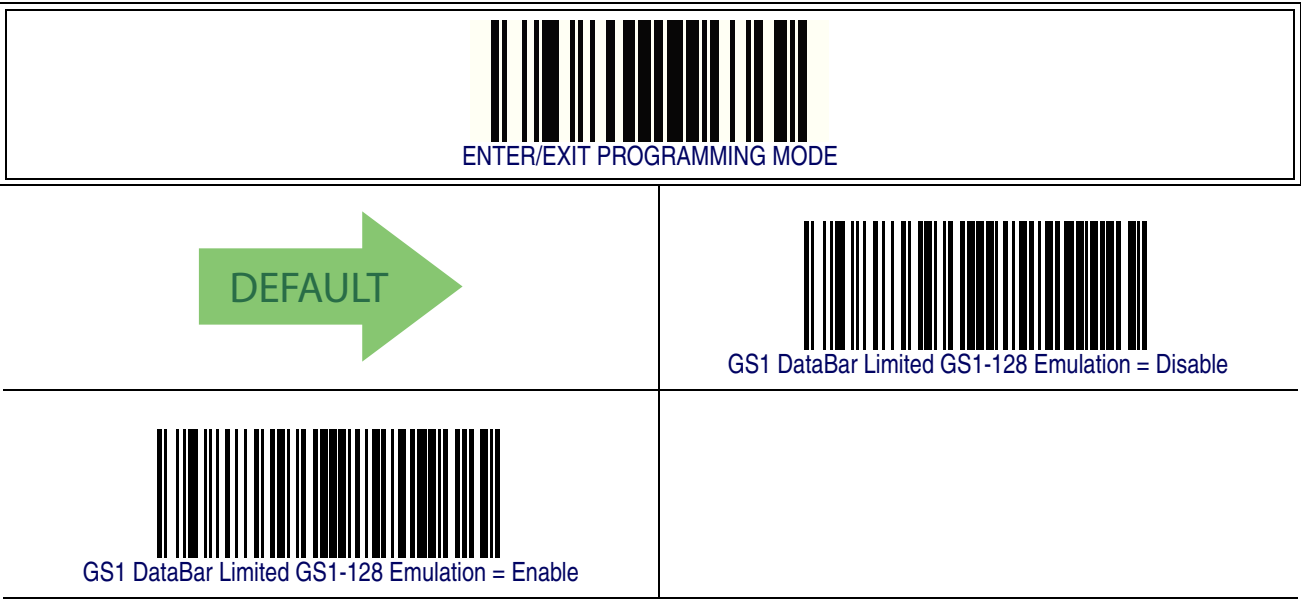 ENTER/EXIT PROGRAMMING MODE
DEFAULT
GS1 DataBar Limited GS1-128 Emulation = Disable
GS1 DataBar Limited GS1-128 Emulation = Enable